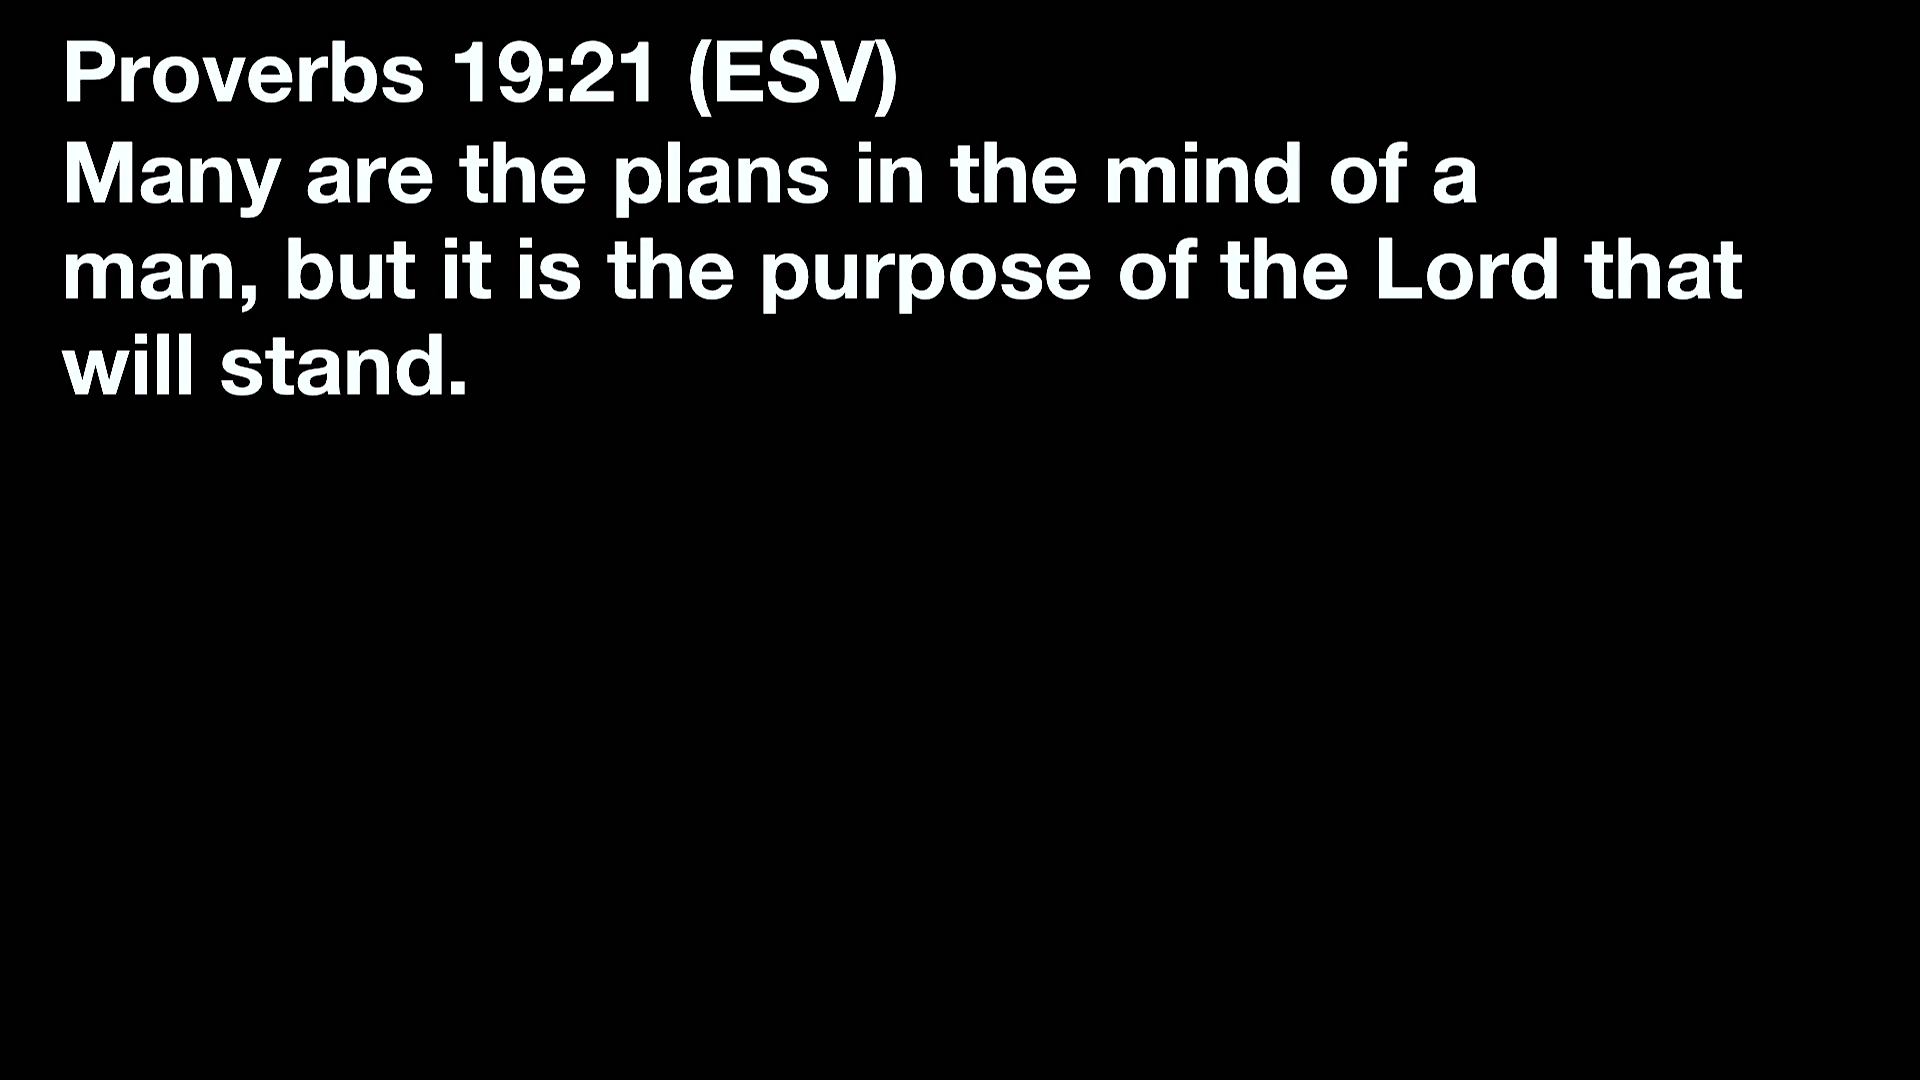 Proverbs 19:21 (ESV)
Many are the plans in the mind of a
man, but it is the purpose of the Lord that
will stand.